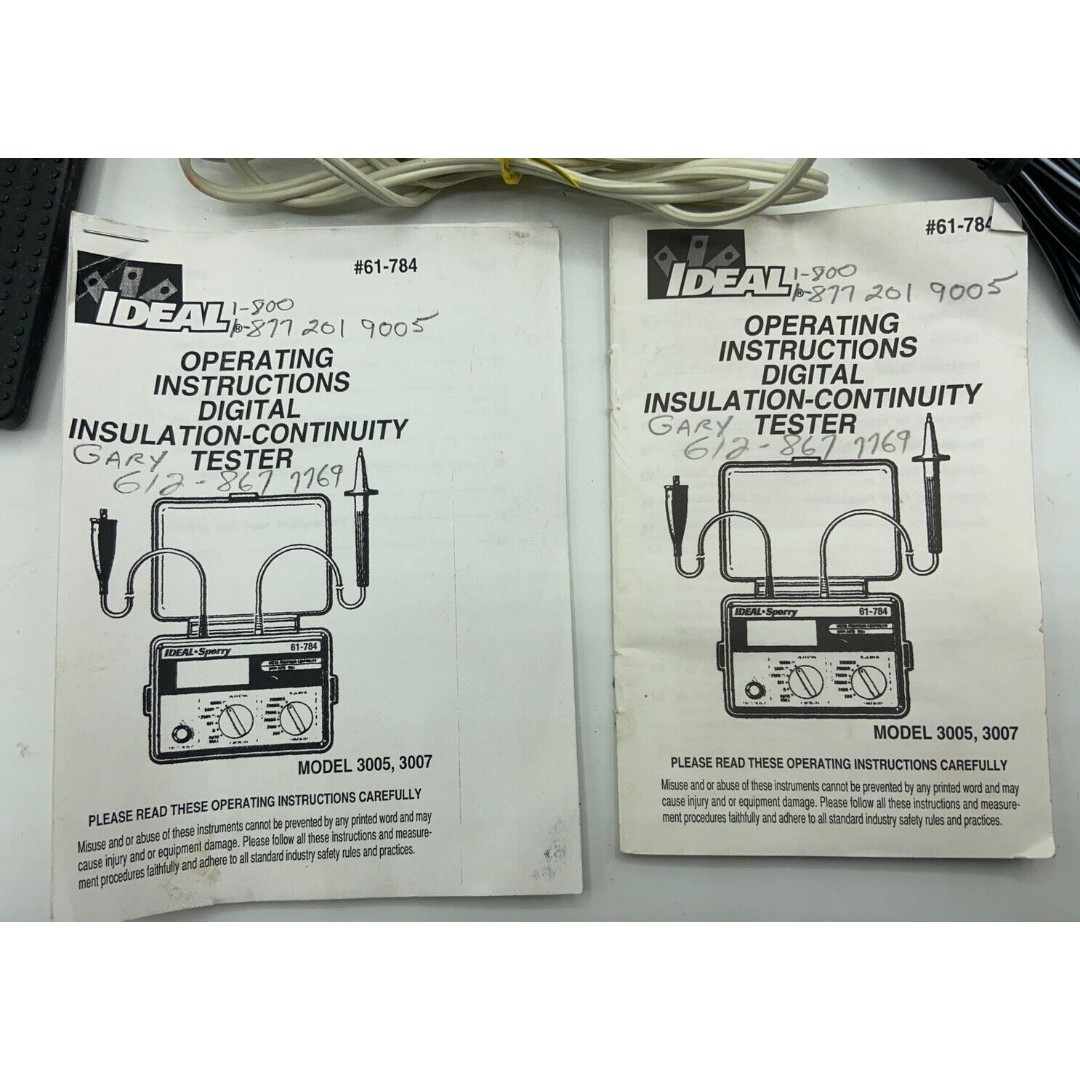 #61-784
IDEAL®
1-800
1-877 201 9005
OPERATING
INSTRUCTIONS
DIGITAL
INSULATION-CONTINUITY
TESTER
GARY
612-867 7769
IDEAL•Sperry 61-784
MODEL 3005, 3007
PLEASE READ THESE OPERATING INSTRUCTIONS CAREFULLY
Misuse and or abuse of these instruments cannot be prevented by any printed word and may
cause injury and or equipment damage. Please follow all these instructions and measure-
ment procedures faithfully and adhere to all standard industry safety rules and practices.
#61-784
IDEAL®
1-800
1-877 201 9005
OPERATING
INSTRUCTIONS
DIGITAL
INSULATION-CONTINUITY
TESTER
GARY
612-867 7769
IDEAL•Sperry 61-784
MODEL 3005, 3007
PLEASE READ THESE OPERATING INSTRUCTIONS CAREFULLY
Misuse and or abuse of these instruments cannot be prevented by any printed word and may
cause injury and or equipment damage. Please follow all these instructions and measure-
ment procedures faithfully and adhere to all standard industry safety rules and practices.